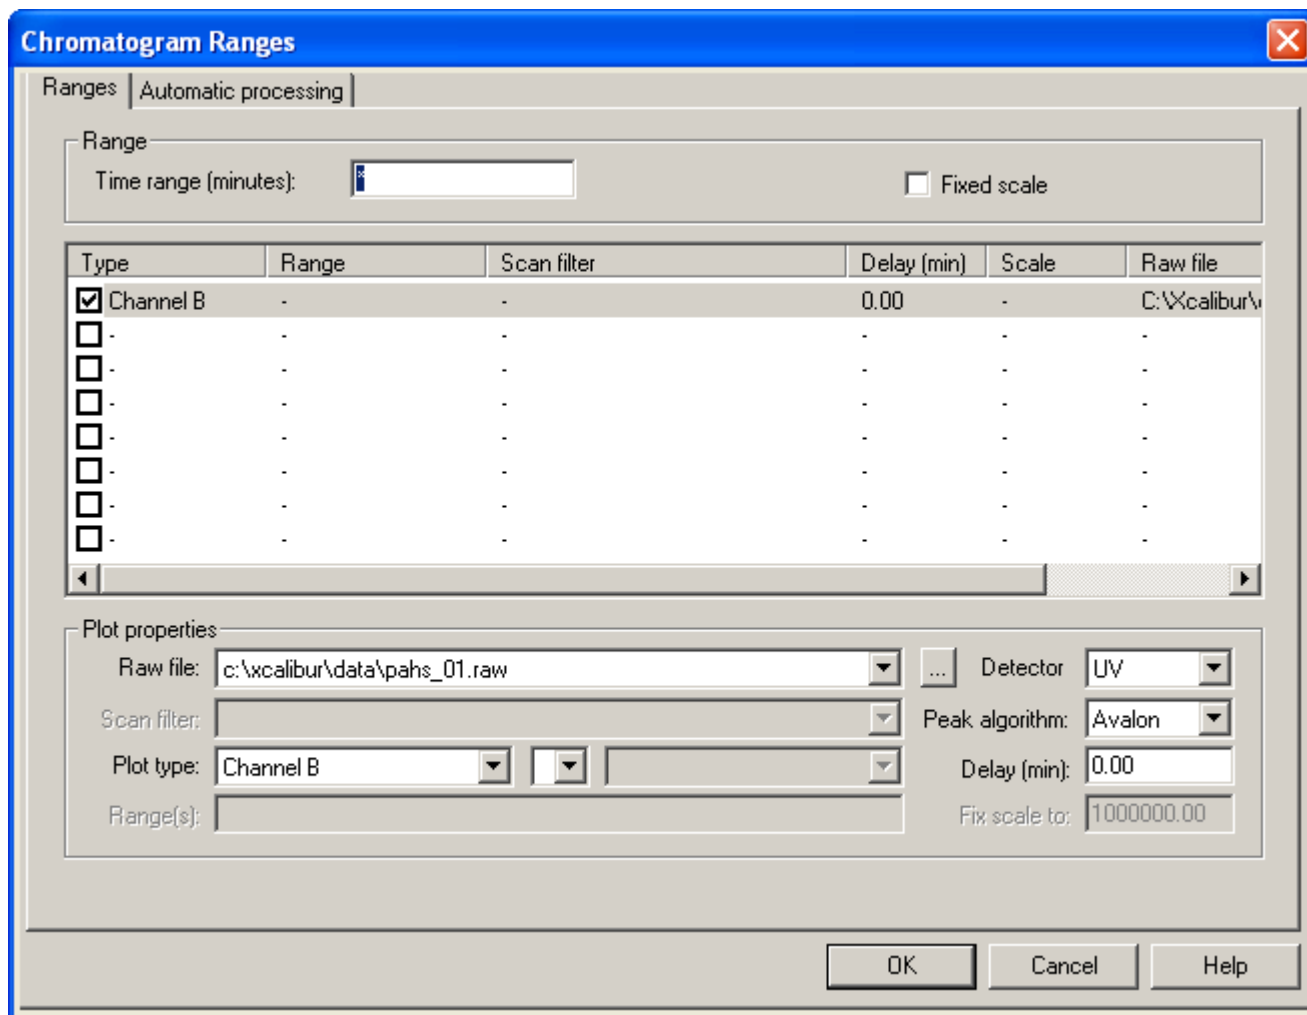 Chromatogram Ranges
Ranges Automatic processing
Range
Time range (minutes): * Fixed scale
Type Range Scan filter Delay (min) Scale Raw file
Channel B - - 0.00 - C:\Xcalibur\
- - - - - -
- - - - - -
- - - - - -
- - - - - -
- - - - - -
- - - - - -
- - - - - -
Plot properties
Raw file: c:\xcalibur\data\pahs_01.raw ... Detector UV
Scan filter: Peak algorithm: Avalon
Plot type: Channel B Delay (min): 0.00
Range(s): Fix scale to: 1000000.00
OK Cancel Help